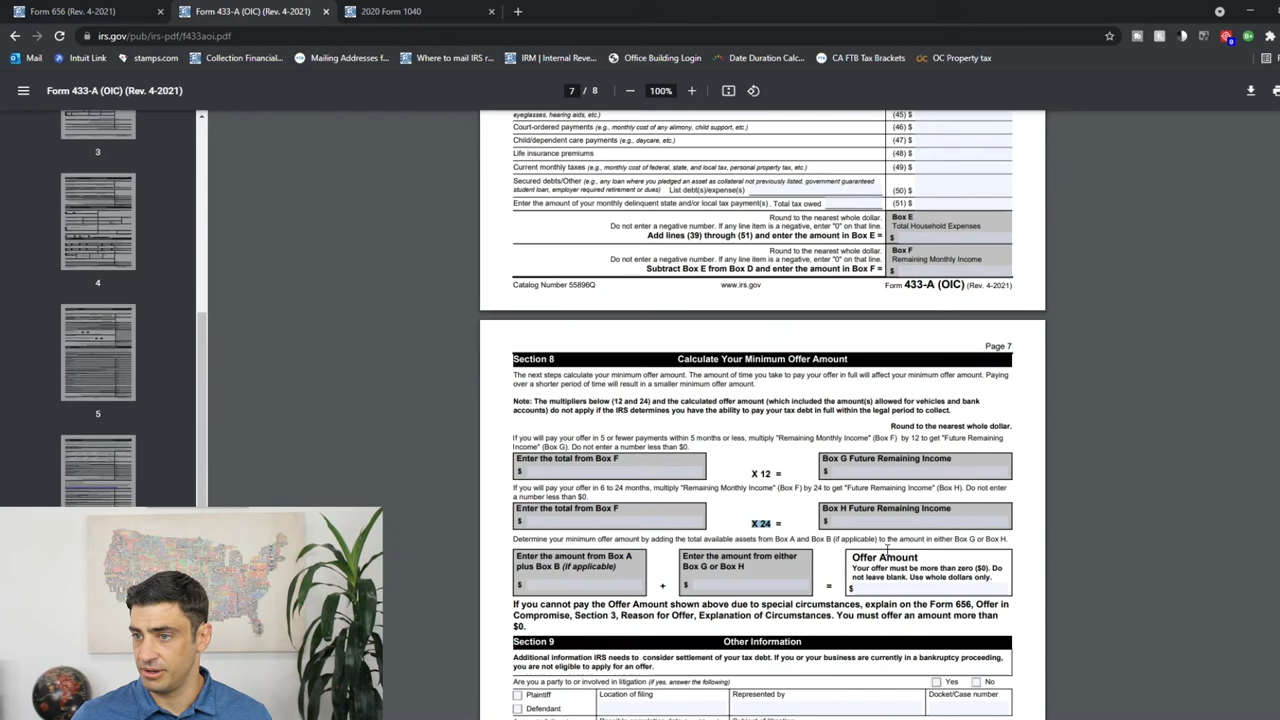 Form 656 (Rev. 4-2021)
Form 433-A (OIC) (Rev. 4-2021)
2020 Form 1040
irs.gov/pub/irs-pdf/f433aoi.pdf
Mail
Intuit Link
stamps.com
Collection Financial...
Mailing Addresses f...
Where to mail IRS r...
IRM | Internal Reve...
Office Building Login
Date Duration Calc...
CA FTB Tax Brackets
OC Property tax
Form 433-A (OIC) (Rev. 4-2021)
7 / 8
100%
3
4
5
eyeglasses, hearing aids, etc.)
(45) $
Court-ordered payments (e.g., monthly cost of any alimony, child support, etc.)
(46) $
Child/dependent care payments (e.g., daycare, etc.)
(47) $
Life insurance premiums
(48) $
Current monthly taxes (e.g., monthly cost of federal, state, and local tax, personal property tax, etc.)
(49) $
Secured debts/Other (e.g., any loan where you pledged an asset as collateral not previously listed, government guaranteed
student loan, employer required retirement or dues) List debt(s)/expense(s)
(50) $
Enter the amount of your monthly delinquent state and/or local tax payment(s). Total tax owed
(51) $
Round to the nearest whole dollar.
Do not enter a negative number. If any line item is a negative, enter "0" on that line.
Add lines (39) through (51) and enter the amount in Box E =
Box E
Total Household Expenses
$
Round to the nearest whole dollar.
Do not enter a negative number. If any line item is a negative, enter "0" on that line.
Subtract Box E from Box D and enter the amount in Box F =
Box F
Remaining Monthly Income
$
Catalog Number 55896Q
www.irs.gov
Form 433-A (OIC) (Rev. 4-2021)
Page 7
Section 8
Calculate Your Minimum Offer Amount
The next steps calculate your minimum offer amount. The amount of time you take to pay your offer in full will affect your minimum offer amount. Paying
over a shorter period of time will result in a smaller minimum offer amount.
Note: The multipliers below (12 and 24) and the calculated offer amount (which included the amount(s) allowed for vehicles and bank
accounts) do not apply if the IRS determines you have the ability to pay your tax debt in full within the legal period to collect.
Round to the nearest whole dollar.
If you will pay your offer in 5 or fewer payments within 5 months or less, multiply "Remaining Monthly Income" (Box F) by 12 to get "Future Remaining
Income" (Box G). Do not enter a number less than $0.
Enter the total from Box F
$
X 12 =
Box G Future Remaining Income
$
If you will pay your offer in 6 to 24 months, multiply "Remaining Monthly Income" (Box F) by 24 to get "Future Remaining Income" (Box H). Do not enter
a number less than $0.
Enter the total from Box F
$
X 24 =
Box H Future Remaining Income
$
Determine your minimum offer amount by adding the total available assets from Box A and Box B (if applicable) to the amount in either Box G or Box H.
Enter the amount from Box A
plus Box B (if applicable)
$
+
Enter the amount from either
Box G or Box H
$
=
Offer Amount
Your offer must be more than zero ($0). Do
not leave blank. Use whole dollars only.
$
If you cannot pay the Offer Amount shown above due to special circumstances, explain on the Form 656, Offer in
Compromise, Section 3, Reason for Offer, Explanation of Circumstances. You must offer an amount more than
$0.
Section 9
Other Information
Additional information IRS needs to consider settlement of your tax debt. If you or your business are currently in a bankruptcy proceeding,
you are not eligible to apply for an offer.
Are you a party to or involved in litigation (if yes, answer the following)
Yes
No
Plaintiff
Defendant
Location of filing
Represented by
Docket/Case number